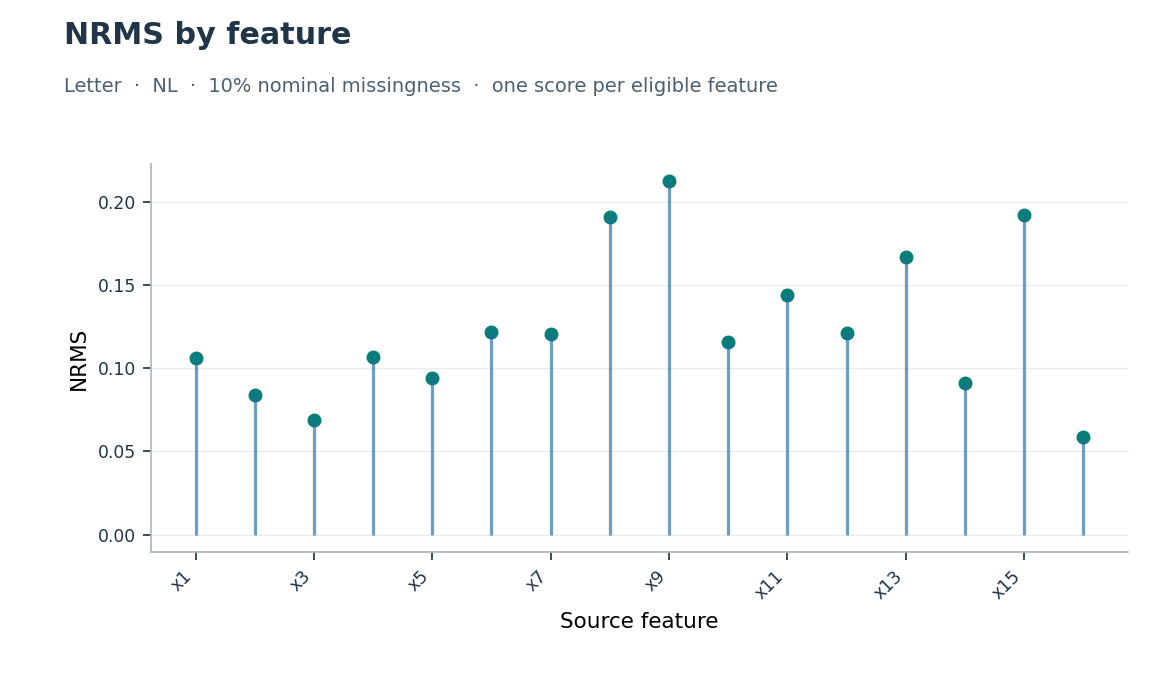 NRMS by feature
Letter · NL · 10% nominal missingness · one score per eligible feature
NRMS
0.20
0.15
0.10
0.05
0.00
x1 x3 x5 x7 x9 x11 x13 x15
Source feature